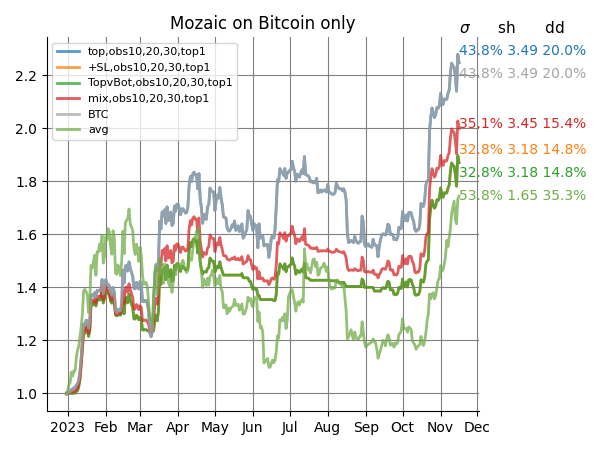 Mozaic on Bitcoin only
σ sh dd
top,obs10,20,30,top1
+SL,obs10,20,30,top1
TopvBot,obs10,20,30,top1
mix,obs10,20,30,top1
BTC
avg
43.8% 3.49 20.0%
43.8% 3.49 20.0%
35.1% 3.45 15.4%
32.8% 3.18 14.8%
32.8% 3.18 14.8%
53.8% 1.65 35.3%
2.2
2.0
1.8
1.6
1.4
1.2
1.0
2023 Feb Mar Apr May Jun Jul Aug Sep Oct Nov Dec